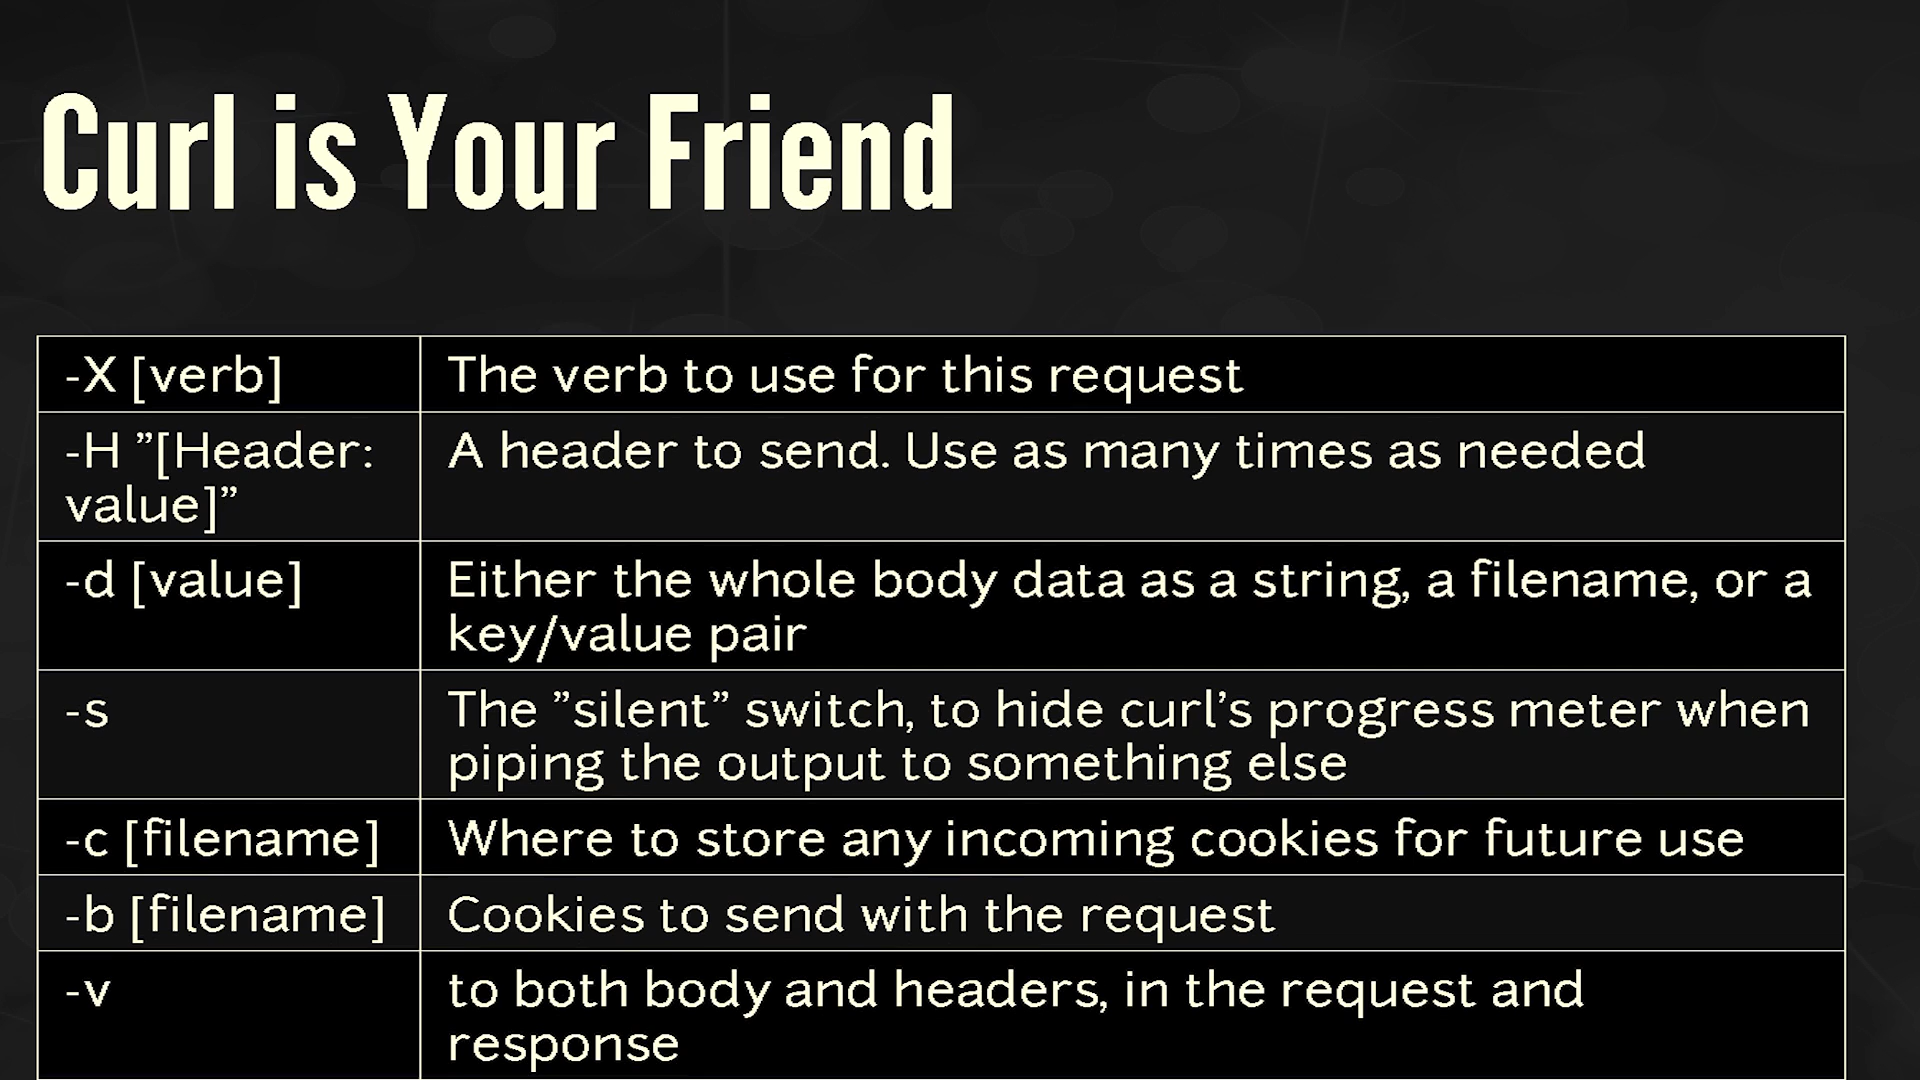 Curl is Your Friend
-X [verb]
The verb to use for this request
-H ”[Header:
value]”
A header to send. Use as many times as needed
-d [value]
Either the whole body data as a string, a filename, or a
key/value pair
-s
The ”silent” switch, to hide curl’s progress meter when
piping the output to something else
-c [filename]
Where to store any incoming cookies for future use
-b [filename]
Cookies to send with the request
-v
to both body and headers, in the request and
response